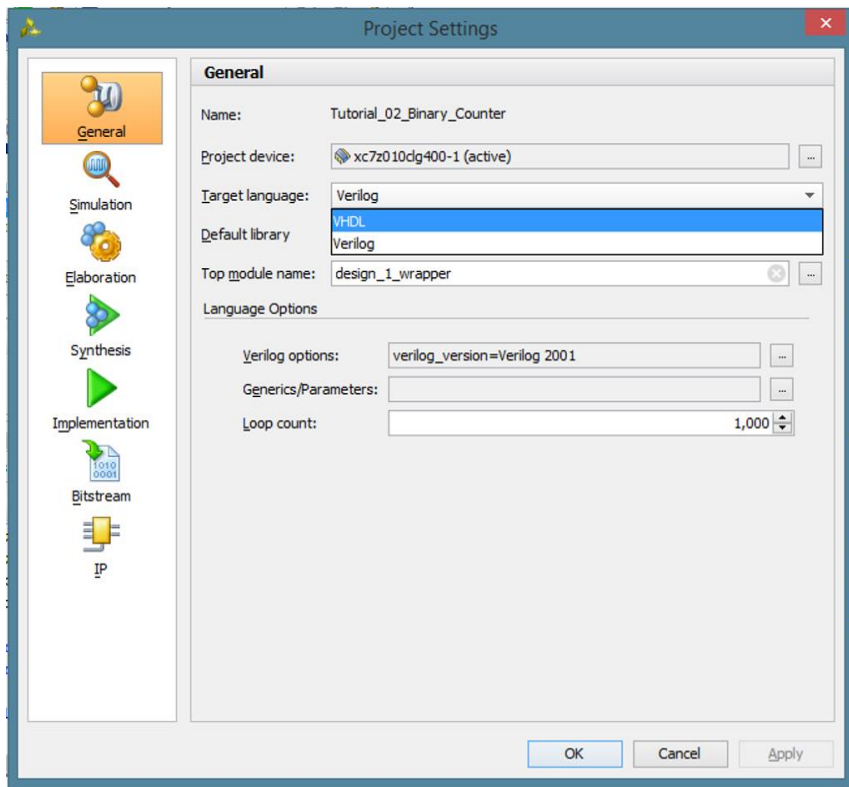 Project Settings
General
Simulation
Elaboration
Synthesis
Implementation
1010
0001
Bitstream
IP
General
Name: Tutorial_02_Binary_Counter
Project device: xc7z010clg400-1 (active) ...
Target language: Verilog
VHDL
Verilog
Default library
Top module name: design_1_wrapper ...
Language Options
Verilog options: verilog_version=Verilog 2001 ...
Generics/Parameters: ...
Loop count: 1,000
OK Cancel Apply